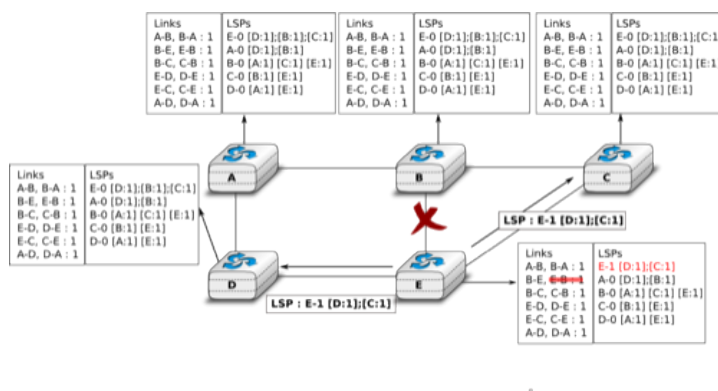 Links
A-B, B-A : 1
B-E, E-B : 1
B-C, C-B : 1
E-D, D-E : 1
E-C, C-E : 1
A-D, D-A : 1
LSPs
E-0 [D:1];[B:1];[C:1]
A-0 [D:1];[B:1]
B-0 [A:1] [C:1] [E:1]
C-0 [B:1] [E:1]
D-0 [A:1] [E:1]
Links
A-B, B-A : 1
B-E, E-B : 1
B-C, C-B : 1
E-D, D-E : 1
E-C, C-E : 1
A-D, D-A : 1
LSPs
E-0 [D:1];[B:1];[C:1]
A-0 [D:1];[B:1]
B-0 [A:1] [C:1] [E:1]
C-0 [B:1] [E:1]
D-0 [A:1] [E:1]
Links
A-B, B-A : 1
B-E, E-B : 1
B-C, C-B : 1
E-D, D-E : 1
E-C, C-E : 1
A-D, D-A : 1
LSPs
E-0 [D:1];[B:1];[C:1
A-0 [D:1];[B:1]
B-0 [A:1] [C:1] [E:1]
C-0 [B:1] [E:1]
D-0 [A:1] [E:1]
A
B
C
Links
A-B, B-A : 1
B-E, E-B : 1
B-C, C-B : 1
E-D, D-E : 1
E-C, C-E : 1
A-D, D-A : 1
LSPs
E-0 [D:1];[B:1];[C:1]
A-0 [D:1];[B:1]
B-0 [A:1] [C:1] [E:1]
C-0 [B:1] [E:1]
D-0 [A:1] [E:1]
LSP : E-1 [D:1];[C:1]
D
E
LSP : E-1 [D:1];[C:1]
Links
A-B, B-A : 1
B-E, E-B : 1
B-C, C-B : 1
E-D, D-E : 1
E-C, C-E : 1
A-D, D-A : 1
LSPs
E-1 [D:1];[C:1]
A-0 [D:1];[B:1]
B-0 [A:1] [C:1] [E:1]
C-0 [B:1] [E:1]
D-0 [A:1] [E:1]